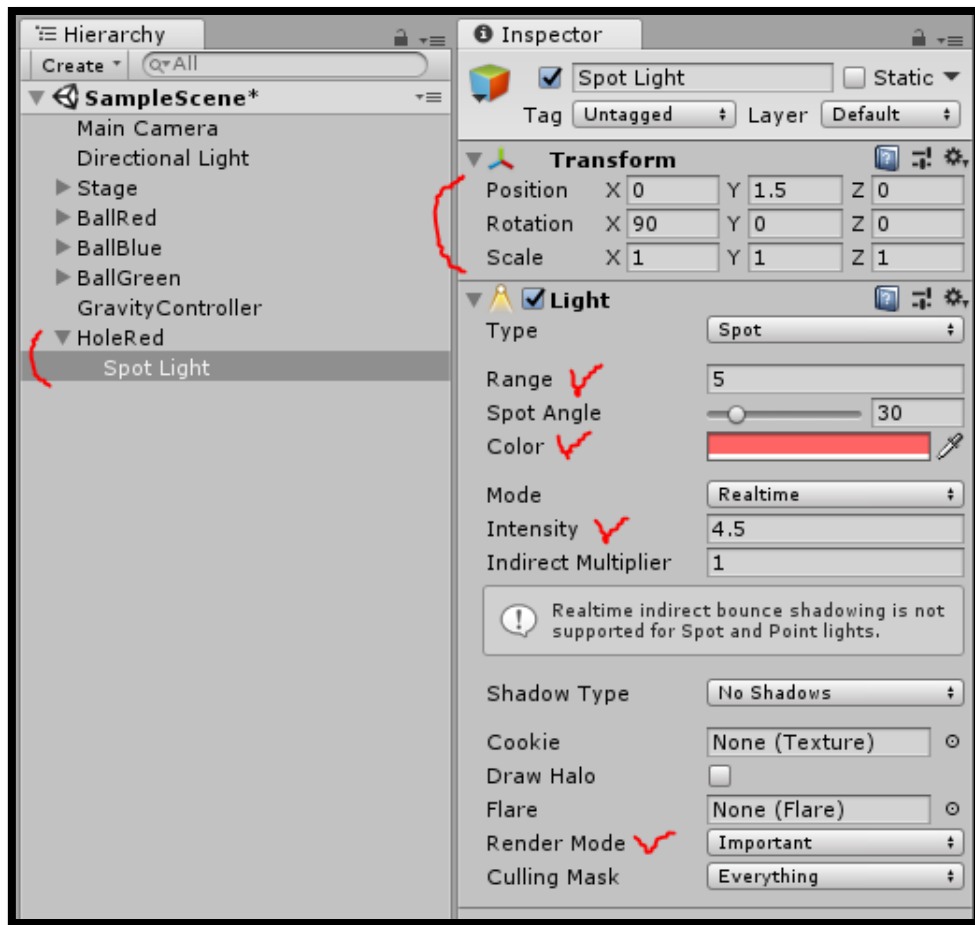 Hierarchy
Create All
SampleScene*
Main Camera
Directional Light
Stage
BallRed
BallBlue
BallGreen
GravityController
HoleRed
Spot Light
Inspector
Spot Light Static
Tag Untagged Layer Default
Transform
Position X 0 Y 1.5 Z 0
Rotation X 90 Y 0 Z 0
Scale X 1 Y 1 Z 1
Light
Type Spot
Range 5
Spot Angle 30
Color
Mode Realtime
Intensity 4.5
Indirect Multiplier 1
Realtime indirect bounce shadowing is not
supported for Spot and Point lights.
Shadow Type No Shadows
Cookie None (Texture)
Draw Halo
Flare None (Flare)
Render Mode Important
Culling Mask Everything